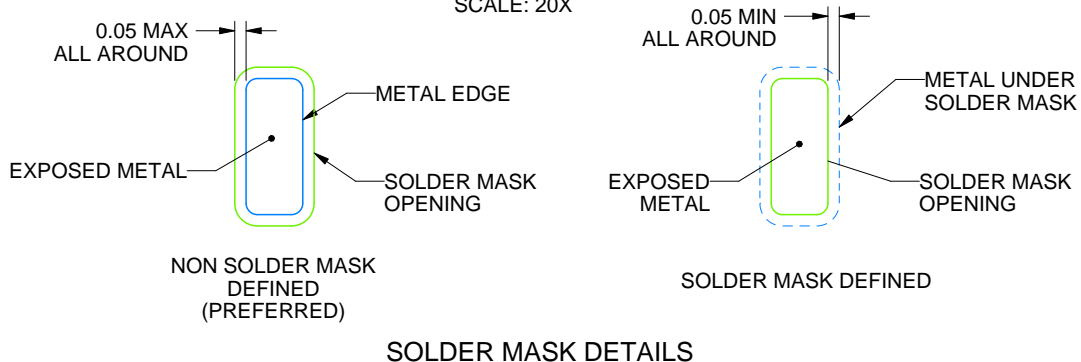 SCALE: 20X
0.05 MAX
ALL AROUND
METAL EDGE
EXPOSED METAL
SOLDER MASK
OPENING
NON SOLDER MASK
DEFINED
(PREFERRED)
0.05 MIN
ALL AROUND
METAL UNDER
SOLDER MASK
EXPOSED
METAL
SOLDER MASK
OPENING
SOLDER MASK DEFINED
SOLDER MASK DETAILS